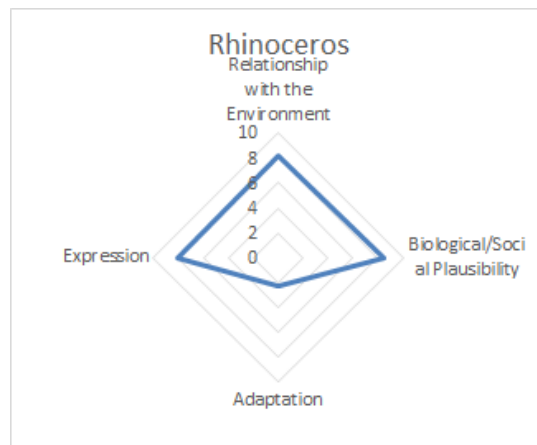 Rhinoceros
Relationship
with the
Environment
10
8
6
4
2
0
Expression
Biological/Soci
al Plausibility
Adaptation